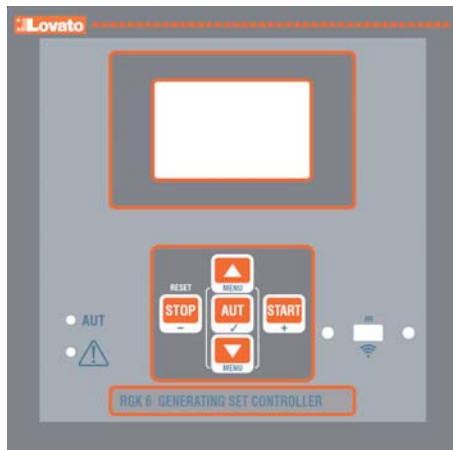 Lovato
MENU
RESET
STOP
AUT
START
-
✓
+
MENU
AUT
RGK 6 GENERATING SET CONTROLLER